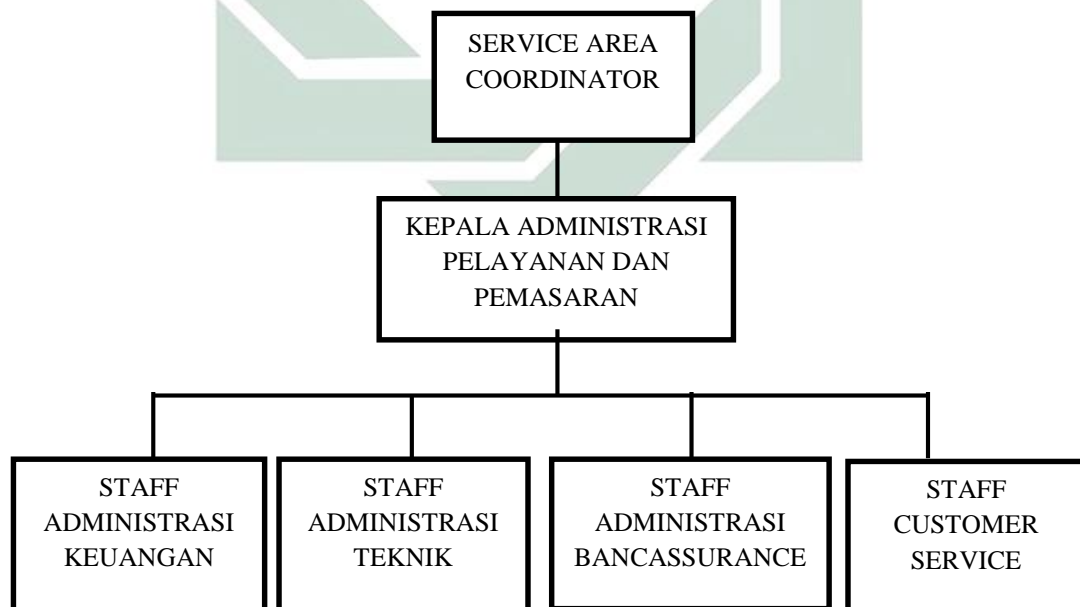 SERVICE AREA
COORDINATOR
KEPALA ADMINISTRASI
PELAYANAN DAN
PEMASARAN
STAFF
ADMINISTRASI
KEUANGAN
STAFF
ADMINISTRASI
TEKNIK
STAFF
ADMINISTRASI
BANCASSURANCE
STAFF
CUSTOMER
SERVICE